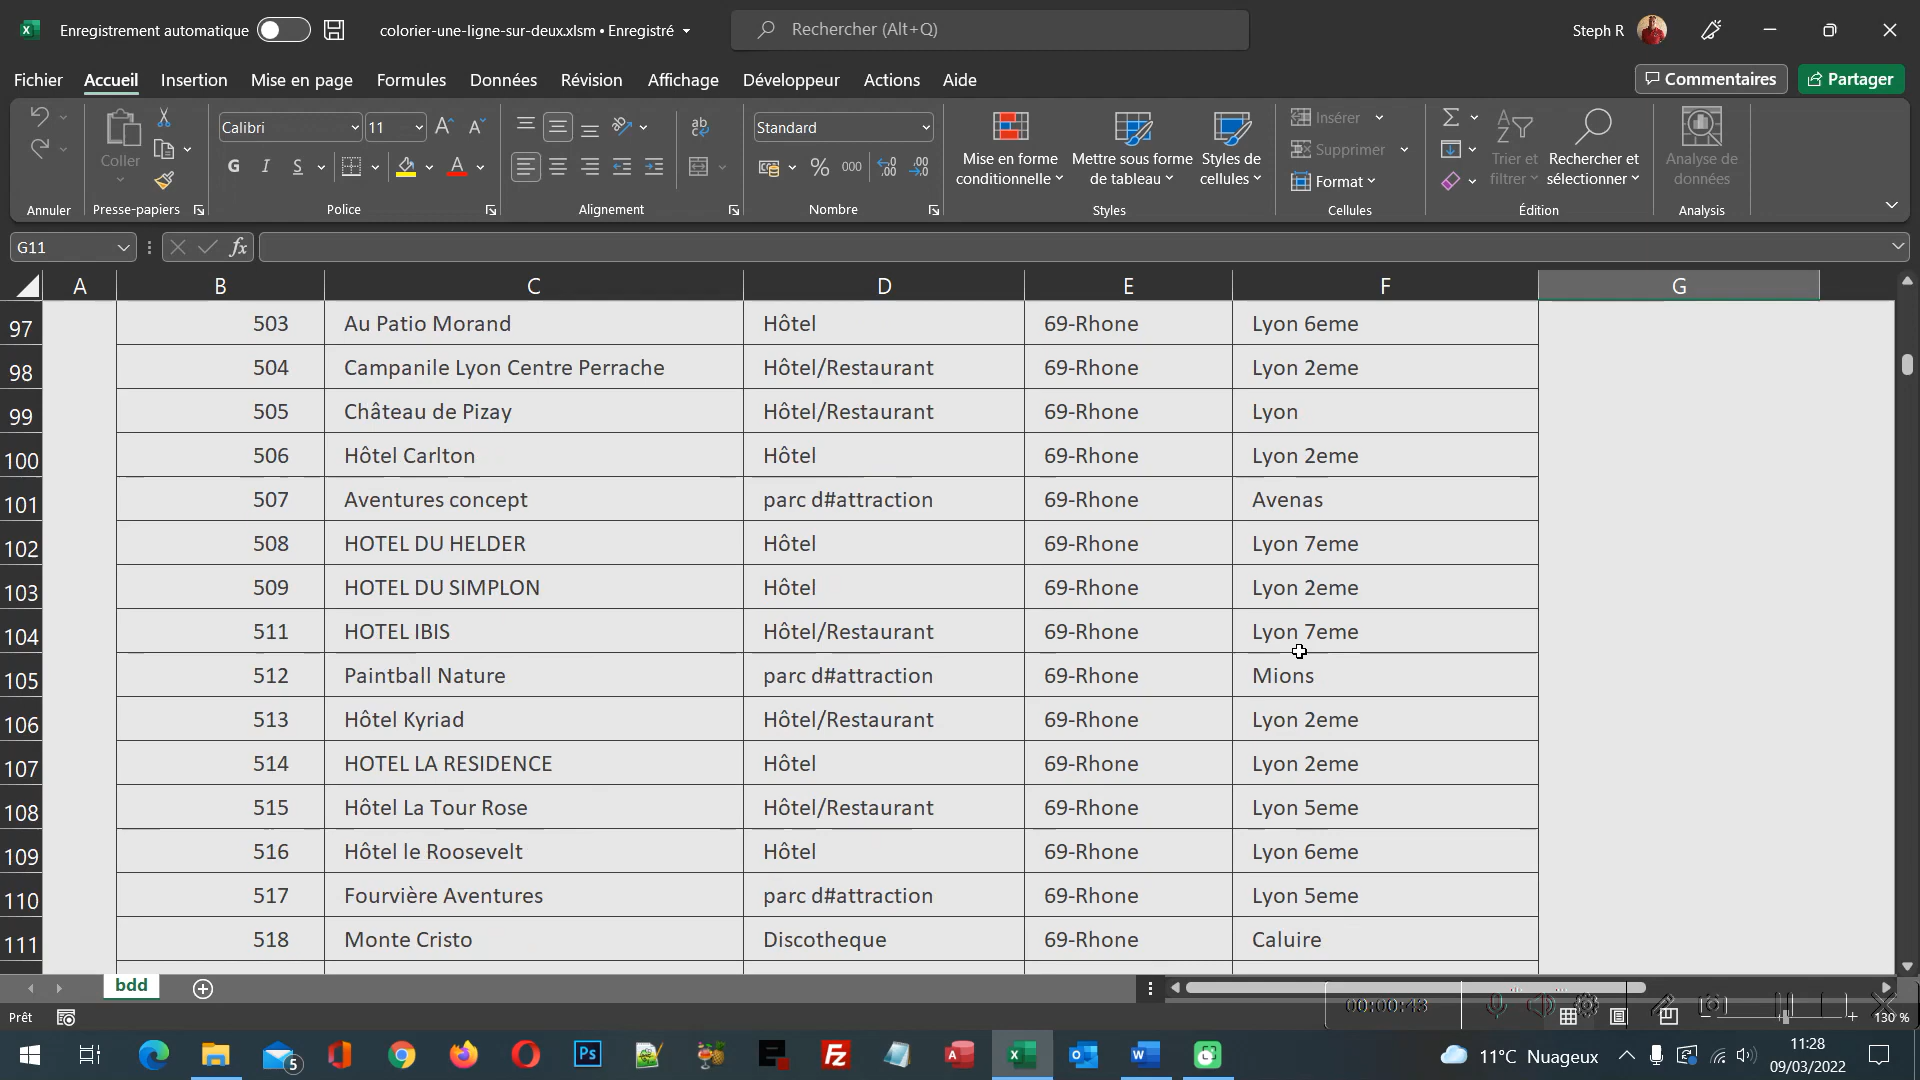 Enregistrement automatique colorier-une-ligne-sur-deux.xlsm • Enregistré Rechercher (Alt+Q) Steph R
Fichier Accueil Insertion Mise en page Formules Données Révision Affichage Développeur Actions Aide Commentaires Partager
Coller Calibri 11 Standard Mise en forme conditionnelle Mettre sous forme de tableau Styles de cellules Insérer Supprimer Format Trier et filtrer Rechercher et sélectionner Analyse de données
G I S % 000
Annuler Presse-papiers Police Alignement Nombre Styles Cellules Édition Analysis
G11 fx
A B C D E F G
97 503 Au Patio Morand Hôtel 69-Rhone Lyon 6eme
98 504 Campanile Lyon Centre Perrache Hôtel/Restaurant 69-Rhone Lyon 2eme
99 505 Château de Pizay Hôtel/Restaurant 69-Rhone Lyon
100 506 Hôtel Carlton Hôtel 69-Rhone Lyon 2eme
101 507 Aventures concept parc d#attraction 69-Rhone Avenas
102 508 HOTEL DU HELDER Hôtel 69-Rhone Lyon 7eme
103 509 HOTEL DU SIMPLON Hôtel 69-Rhone Lyon 2eme
104 511 HOTEL IBIS Hôtel/Restaurant 69-Rhone Lyon 7eme
105 512 Paintball Nature parc d#attraction 69-Rhone Mions
106 513 Hôtel Kyriad Hôtel/Restaurant 69-Rhone Lyon 2eme
107 514 HOTEL LA RESIDENCE Hôtel 69-Rhone Lyon 2eme
108 515 Hôtel La Tour Rose Hôtel/Restaurant 69-Rhone Lyon 5eme
109 516 Hôtel le Roosevelt Hôtel 69-Rhone Lyon 6eme
110 517 Fourvière Aventures parc d#attraction 69-Rhone Lyon 5eme
111 518 Monte Cristo Discotheque 69-Rhone Caluire
bdd
00:00:43
Prêt 130 %
5 Ps 11°C Nuageux 11:28
09/03/2022